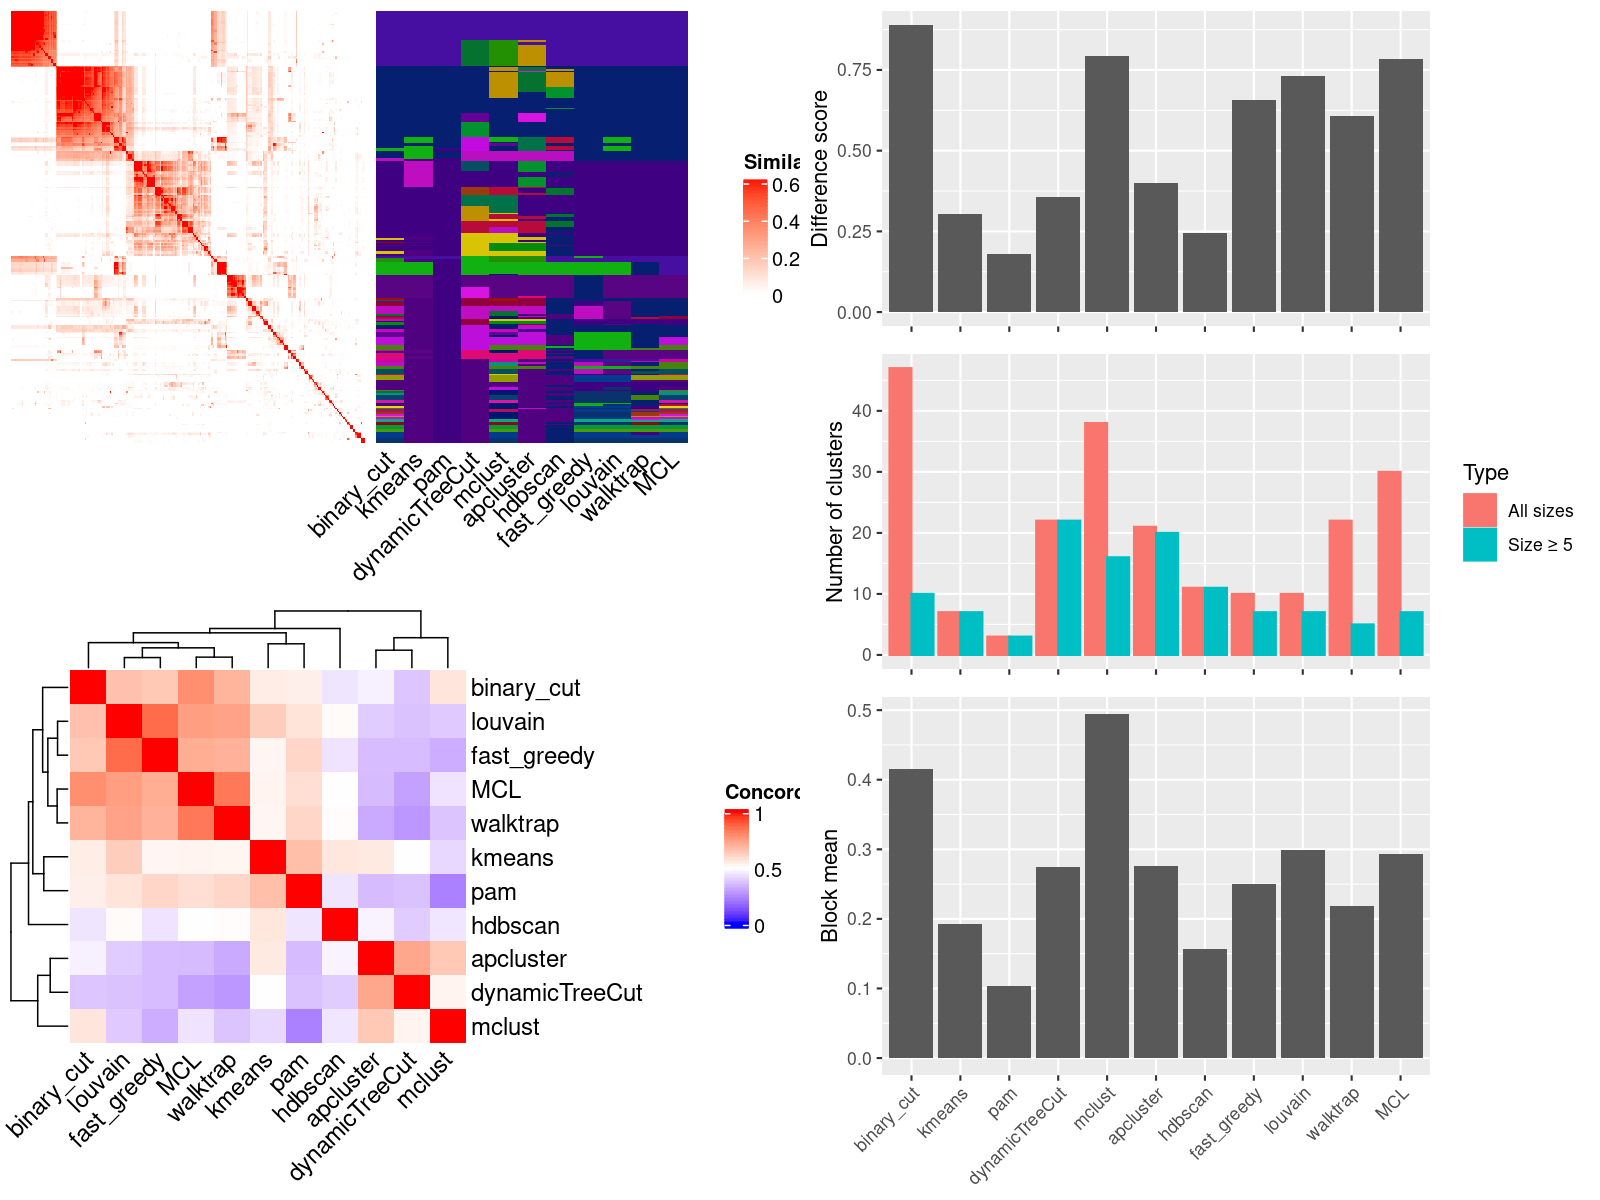 Simila
0.6
0.4
0.2
0
binary_cut
kmeans
pam
dynamicTreeCut
mclust
apcluster
hdbscan
fast_greedy
louvain
walktrap
MCL
Difference score
0.75
0.50
0.25
0.00
Number of clusters
40
30
20
10
0
Type
All sizes
Size ≥ 5
binary_cut
louvain
fast_greedy
MCL
walktrap
kmeans
pam
hdbscan
apcluster
dynamicTreeCut
mclust
binary_cut
louvain
fast_greedy
MCL
walktrap
kmeans
pam
hdbscan
apcluster
dynamicTreeCut
mclust
Concord
1
0.5
0
Block mean
0.5
0.4
0.3
0.2
0.1
0.0
binary_cut
kmeans
pam
dynamicTreeCut
mclust
apcluster
hdbscan
fast_greedy
louvain
walktrap
MCL